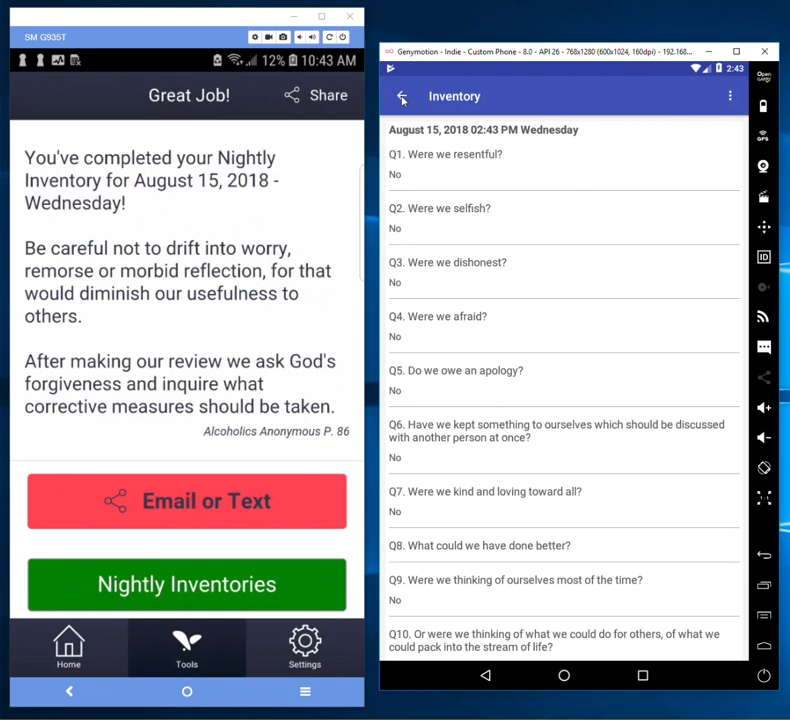 SM G935T
12% 10:43 AM
Great Job!
Share
You've completed your Nightly
Inventory for August 15, 2018 -
Wednesday!
Be careful not to drift into worry,
remorse or morbid reflection, for that
would diminish our usefulness to
others.
After making our review we ask God's
forgiveness and inquire what
corrective measures should be taken.
Alcoholics Anonymous P. 86
Email or Text
Nightly Inventories
Home
Tools
Settings
Genymotion - Indie - Custom Phone - 8.0 - API 26 - 768x1280 (600x1024, 160dpi) - 192.168...
2:43
Inventory
August 15, 2018 02:43 PM Wednesday
Q1. Were we resentful?
No
Q2. Were we selfish?
No
Q3. Were we dishonest?
No
Q4. Were we afraid?
No
Q5. Do we owe an apology?
No
Q6. Have we kept something to ourselves which should be discussed
with another person at once?
No
Q7. Were we kind and loving toward all?
No
Q8. What could we have done better?
Q9. Were we thinking of ourselves most of the time?
No
Q10. Or were we thinking of what we could do for others, of what we
could pack into the stream of life?
Open
GAPPS
GPS
ID